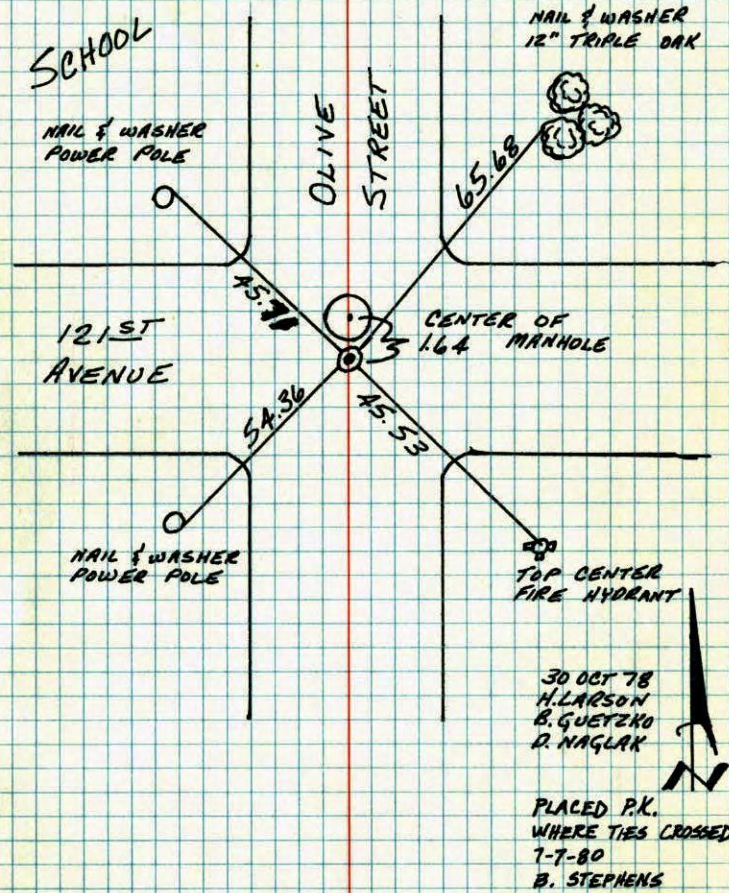 SCHOOL
NAIL & WASHER
12" TRIPLE OAK
NAIL & WASHER
POWER POLE
OLIVE
STREET
65.68
121ST
AVENUE
CENTER OF
1.64 MANHOLE
54.36
45.53
NAIL & WASHER
POWER POLE
TOP CENTER
FIRE HYDRANT
30 OCT 78
H. LARSON
B. GUETZKO
D. NAGLAK
N
PLACED P.K.
WHERE TIES CROSSED
7-7-80
B. STEPHENS